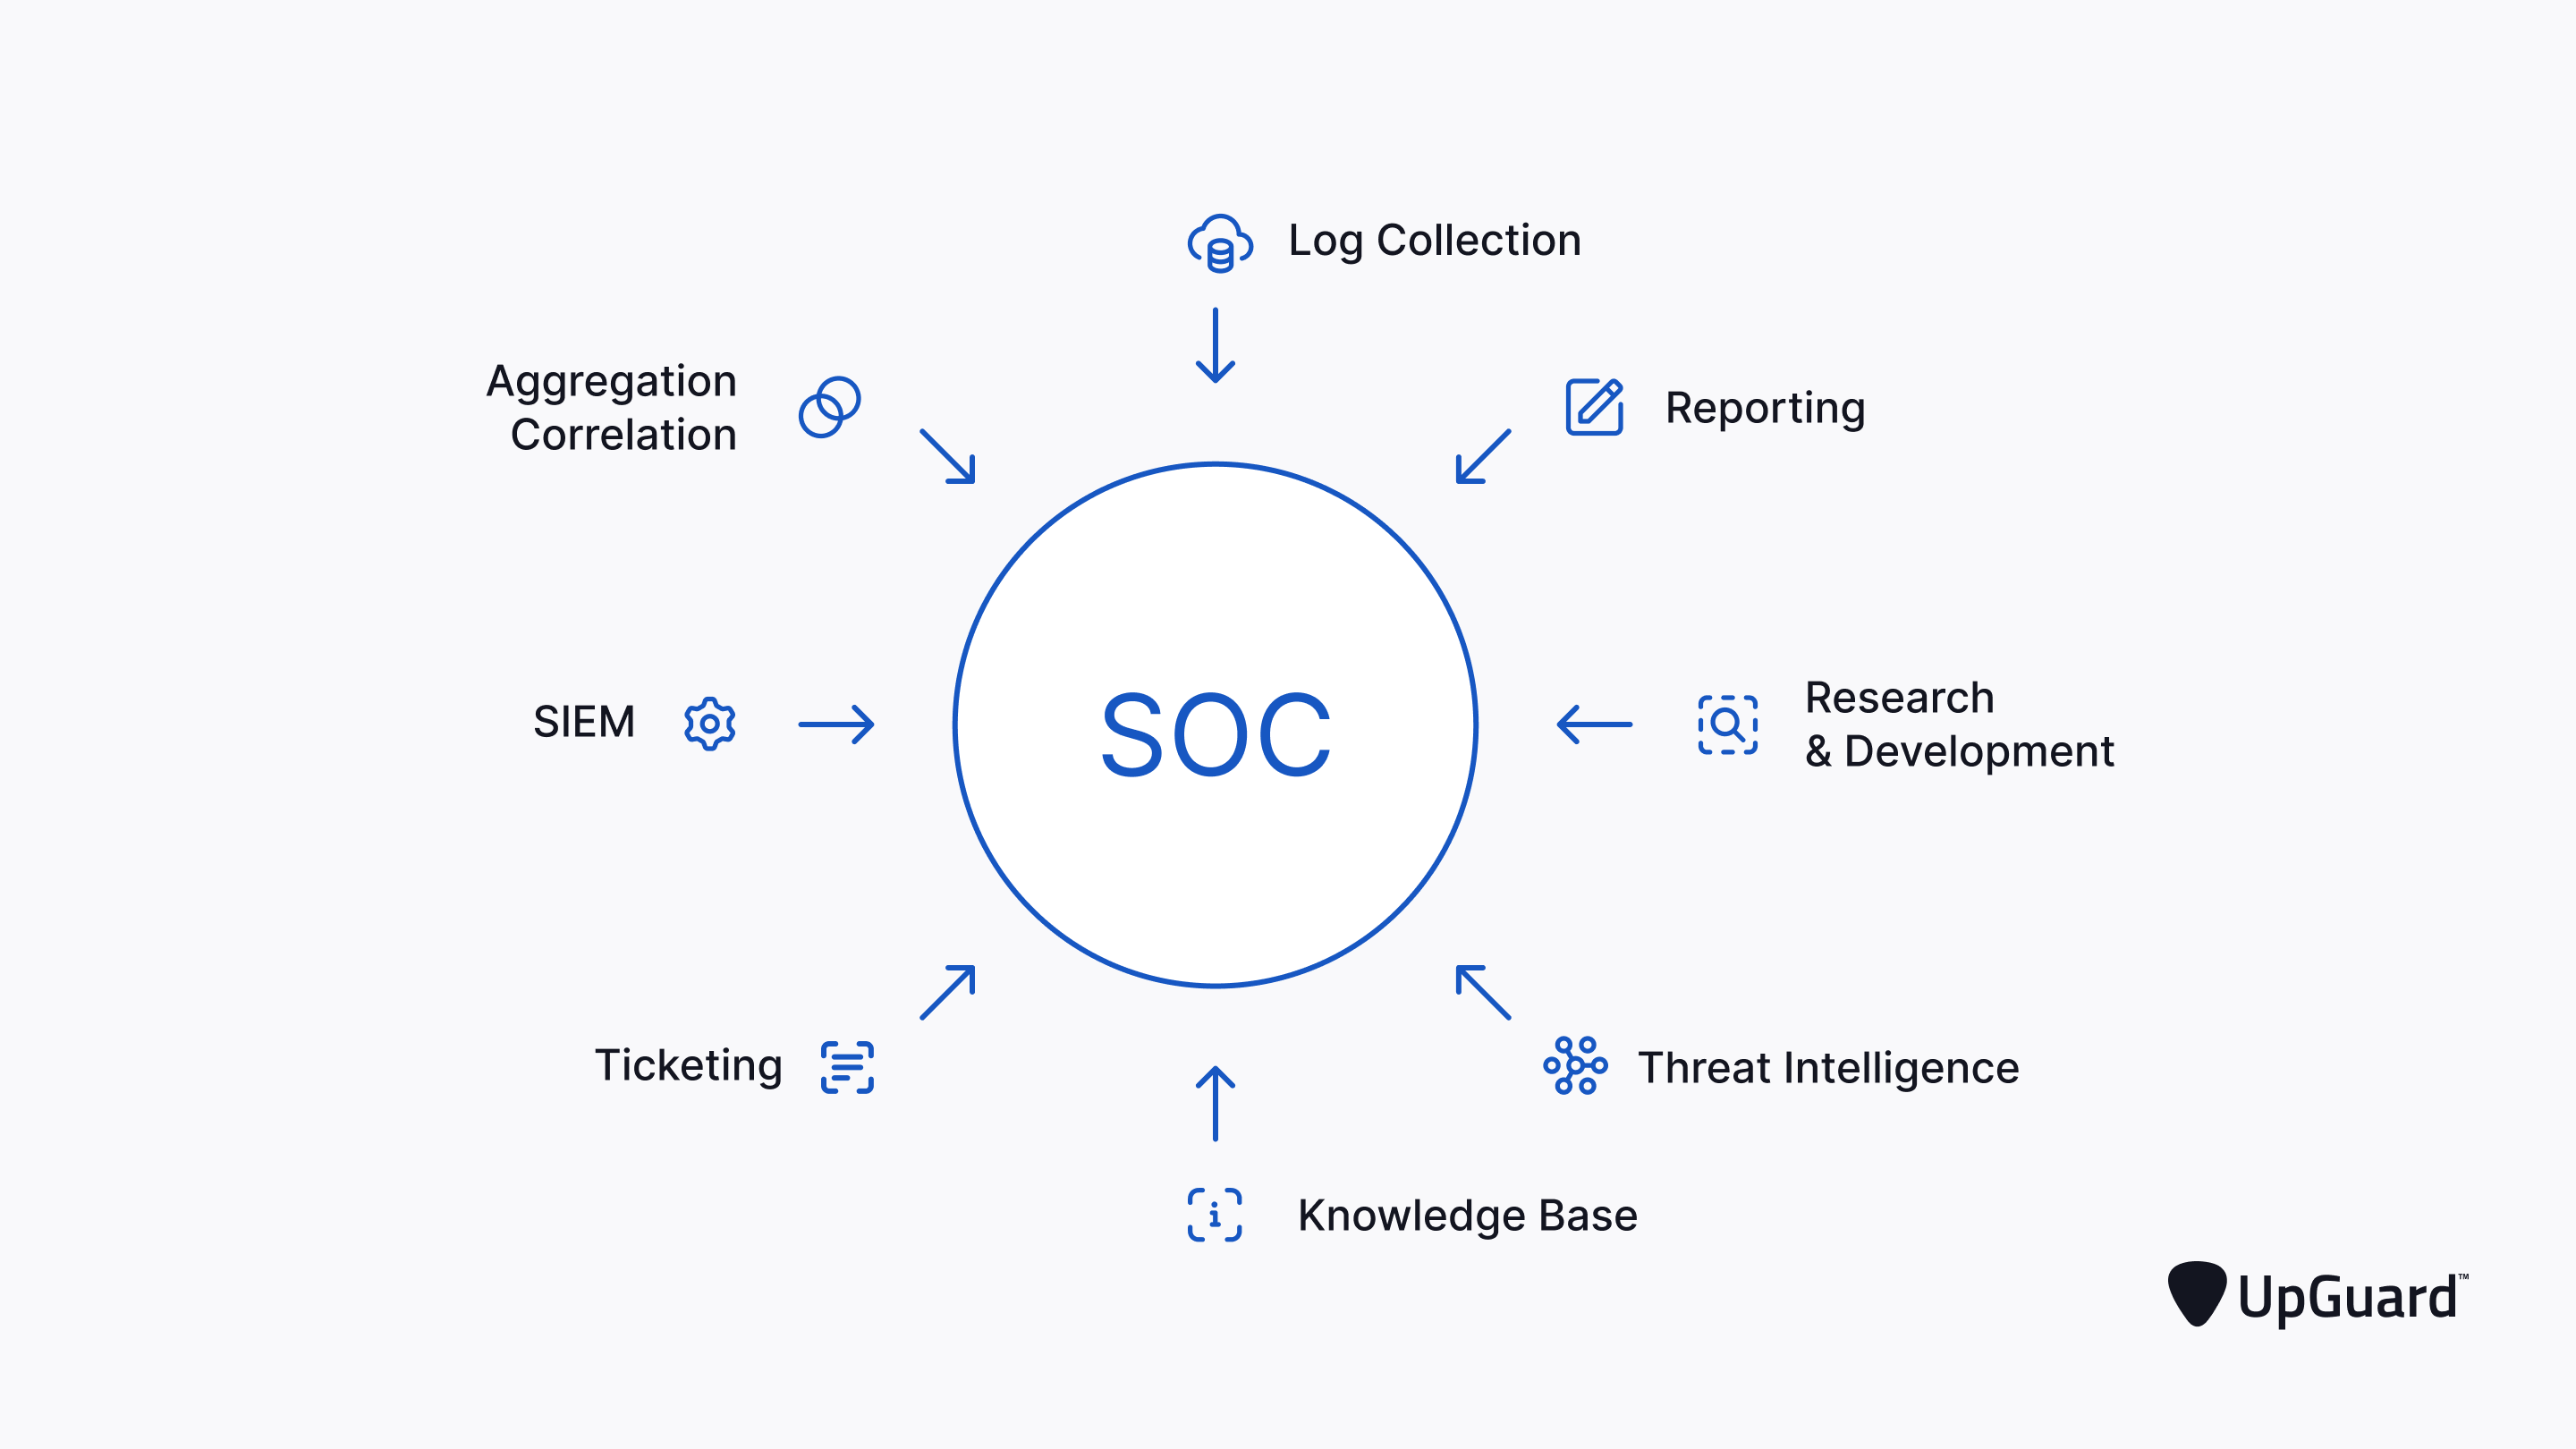 Log Collection
Aggregation
Correlation
Reporting
SIEM
SOC
Research
& Development
Ticketing
Threat Intelligence
Knowledge Base
UpGuard™